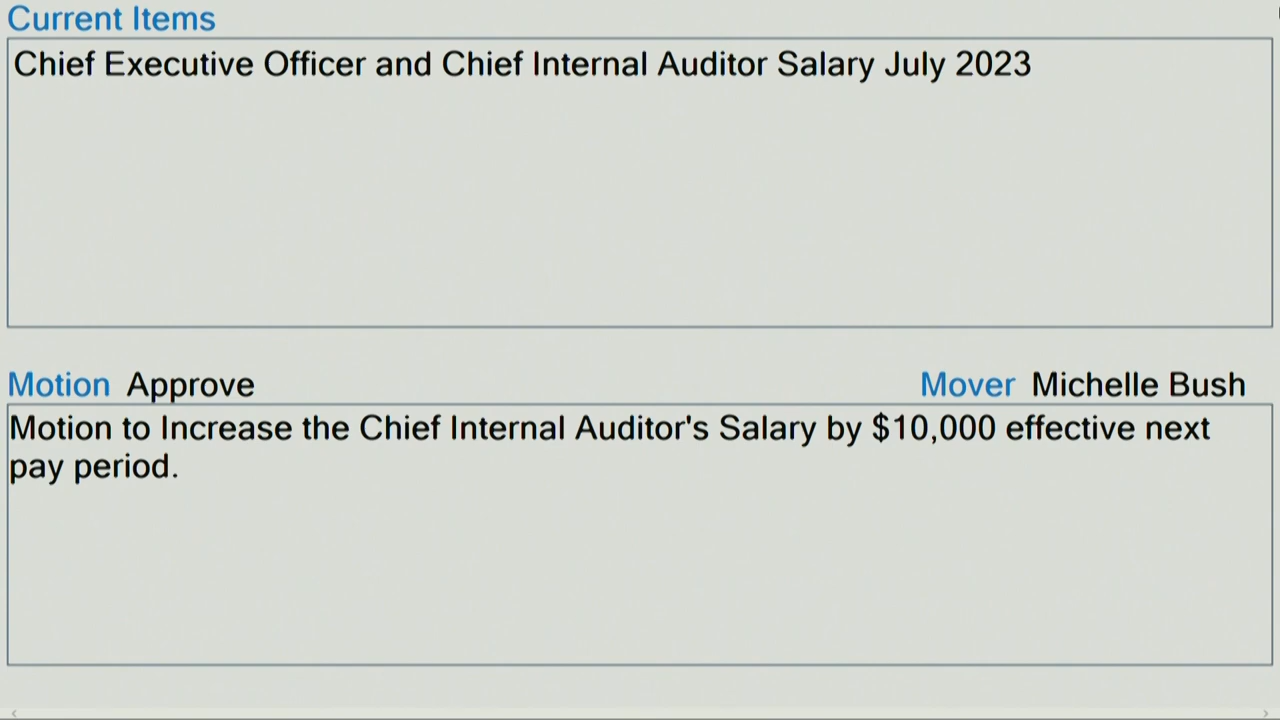 Current Items
Chief Executive Officer and Chief Internal Auditor Salary July 2023
Motion Approve Mover Michelle Bush
Motion to Increase the Chief Internal Auditor's Salary by $10,000 effective next
pay period.